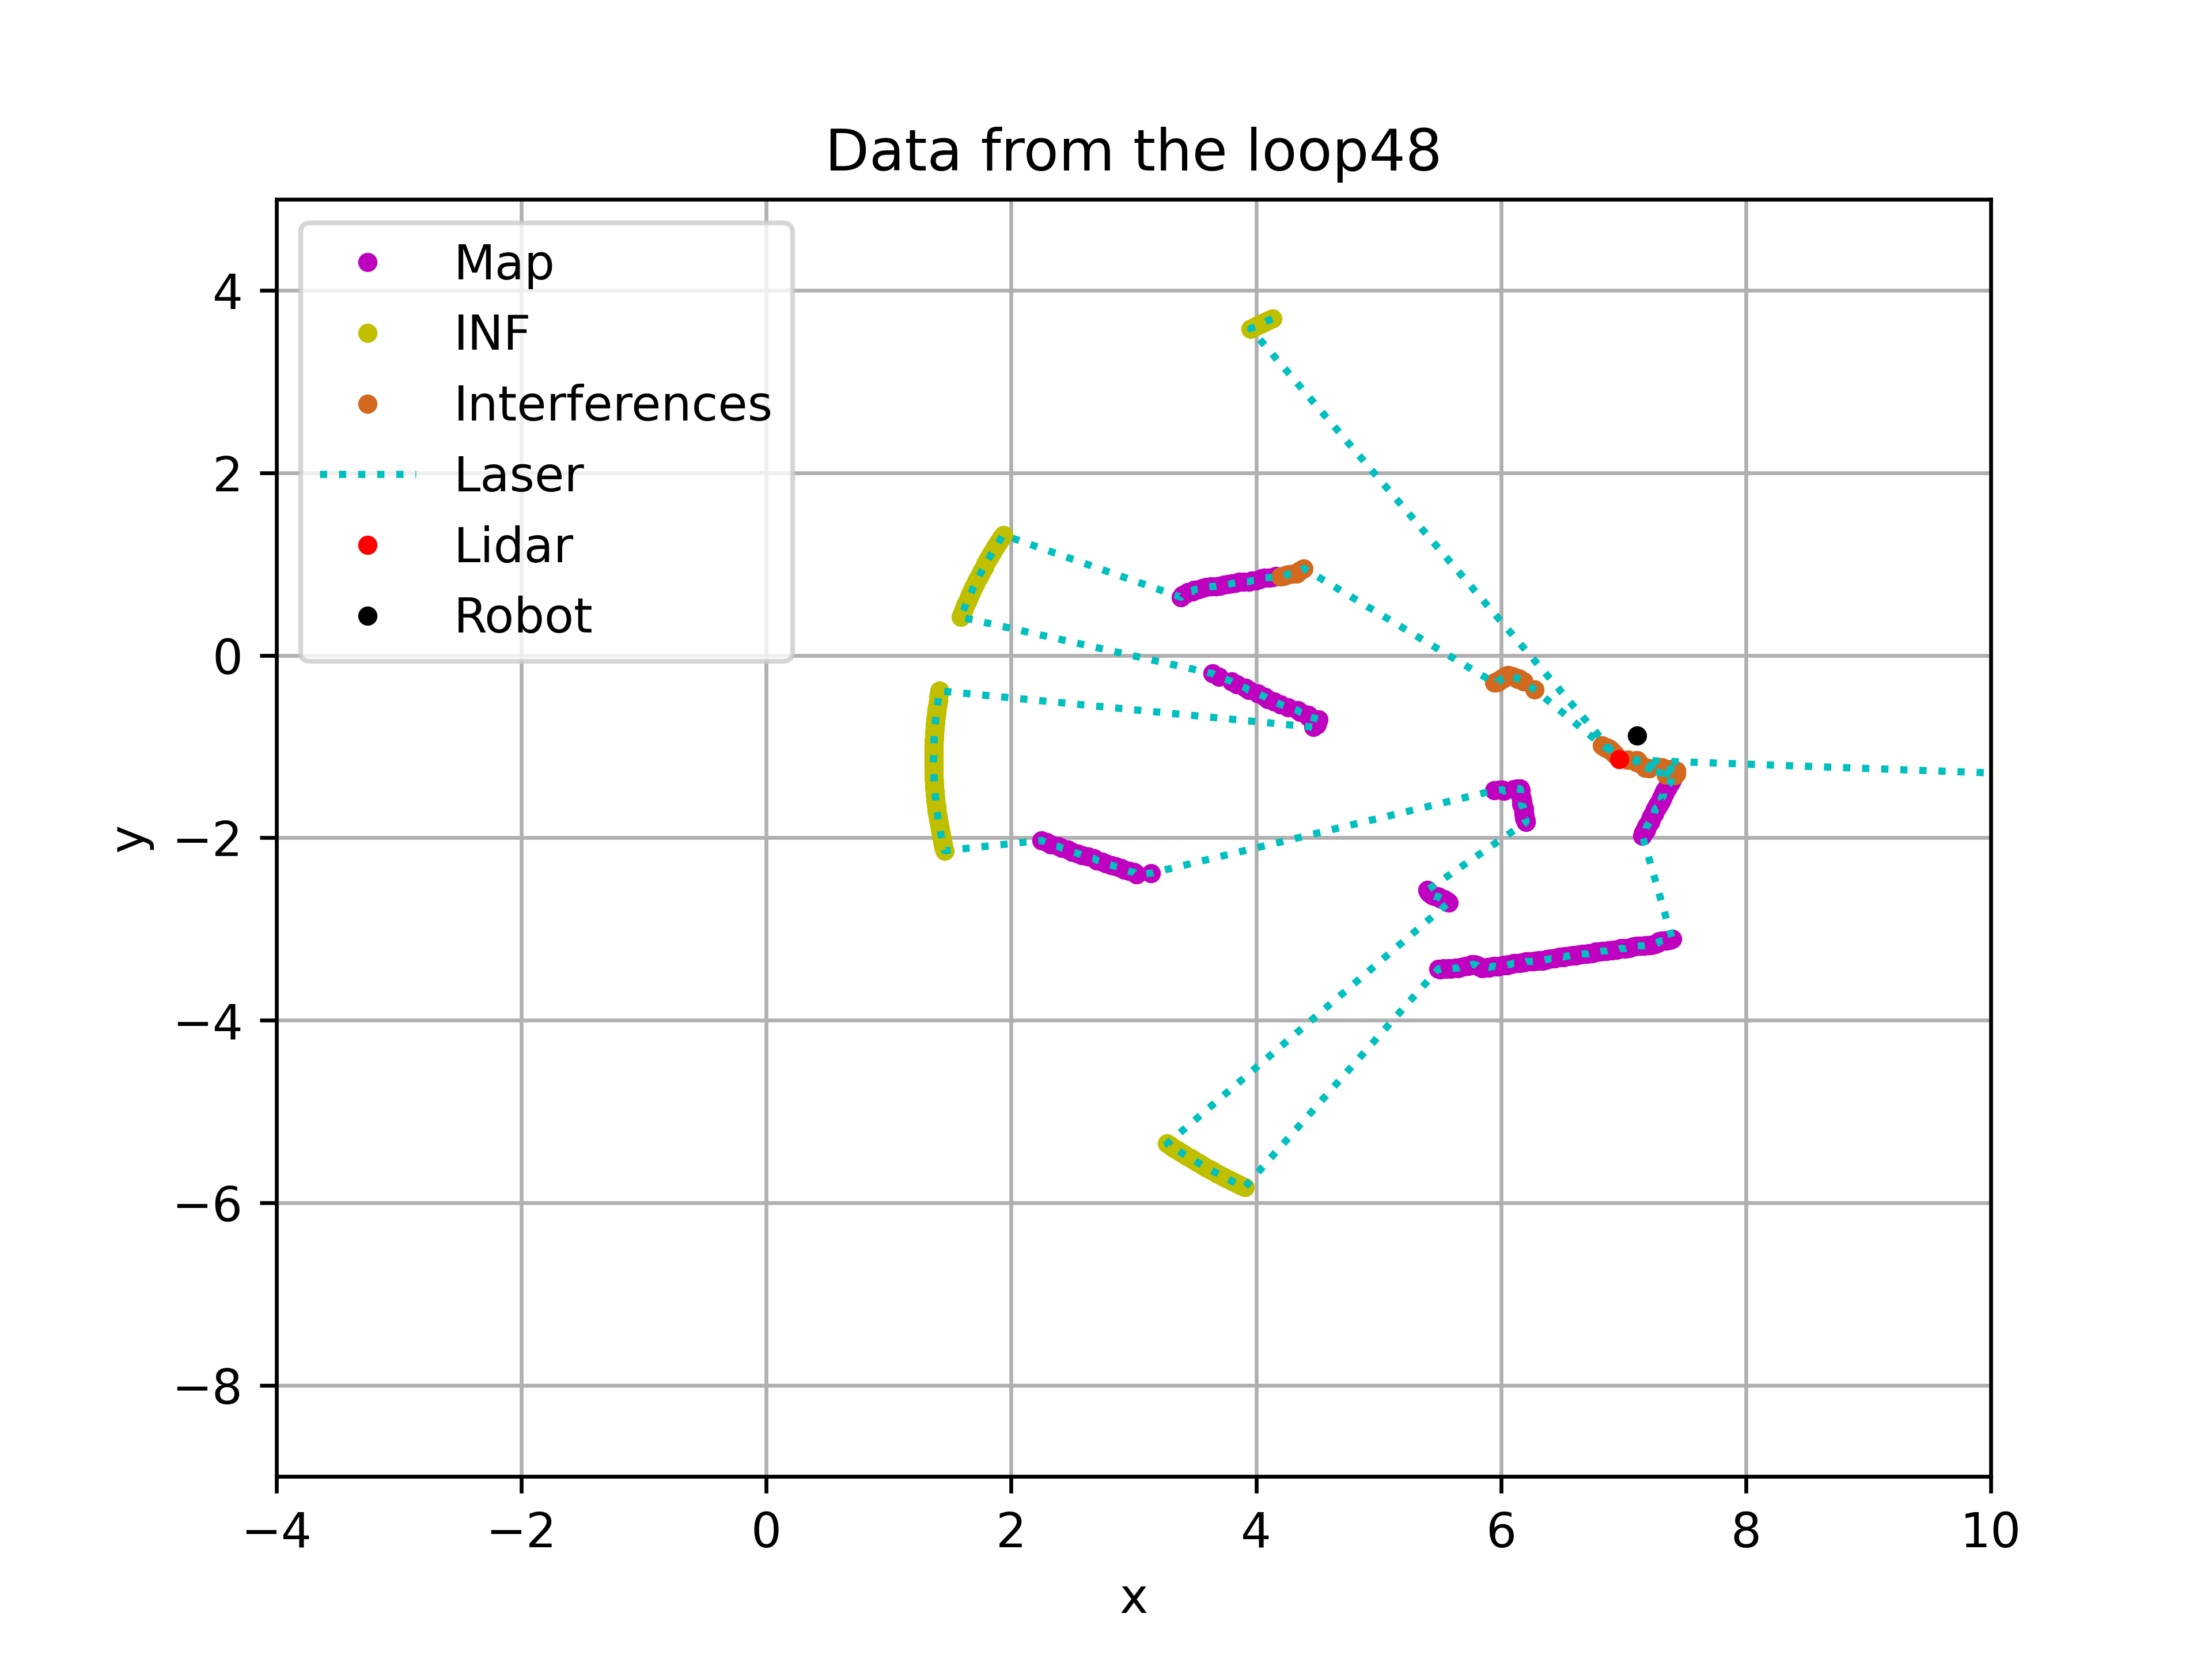 Data from the loop48
Map
INF
Interferences
Laser
Lidar
Robot
4
2
0
−2
−4
−6
−8
y
−4 −2 0 2 4 6 8 10
x